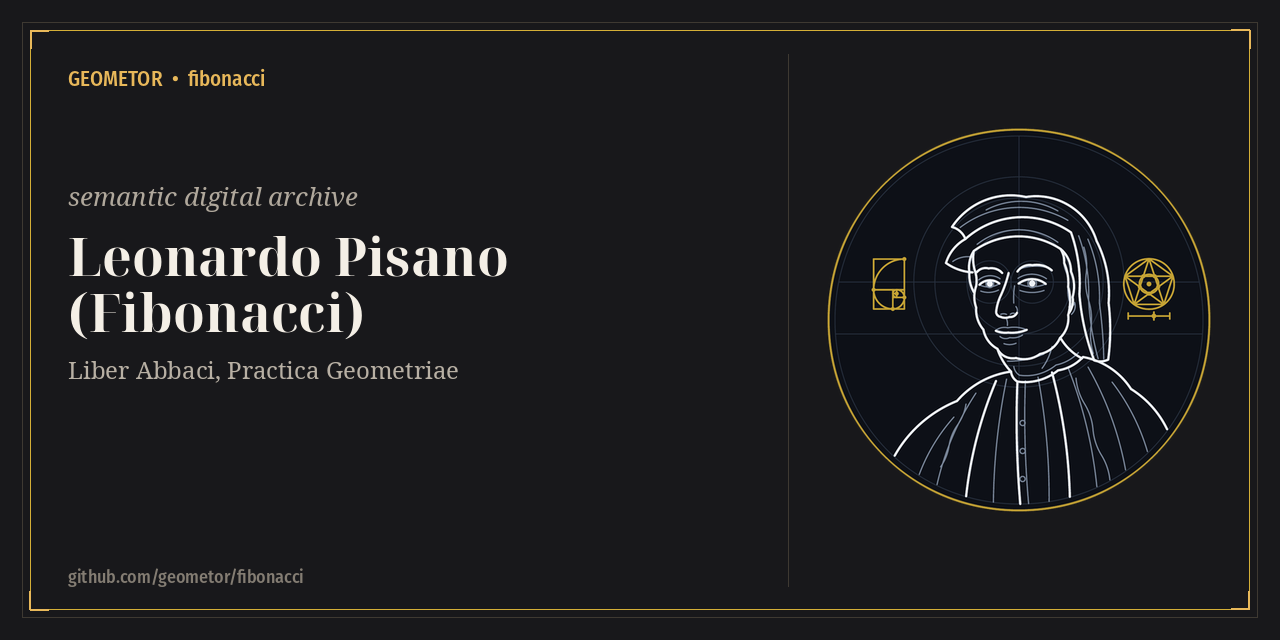 GEOMETOR • fibonacci
semantic digital archive
Leonardo Pisano
(Fibonacci)
Liber Abbaci, Practica Geometriae
github.com/geometor/fibonacci